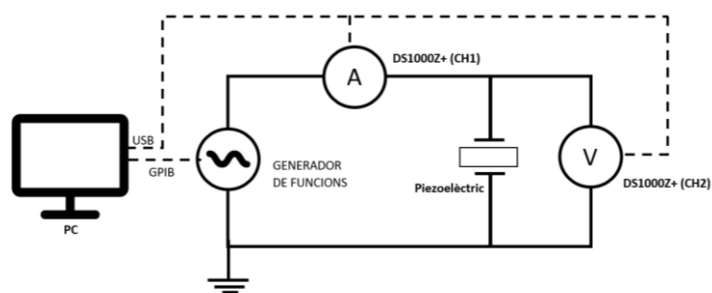 DS1000Z+ (CH1)
A
USB
GPIB
GENERADOR
DE FUNCIONS
V
Piezoelèctric
DS1000Z+ (CH2)
PC